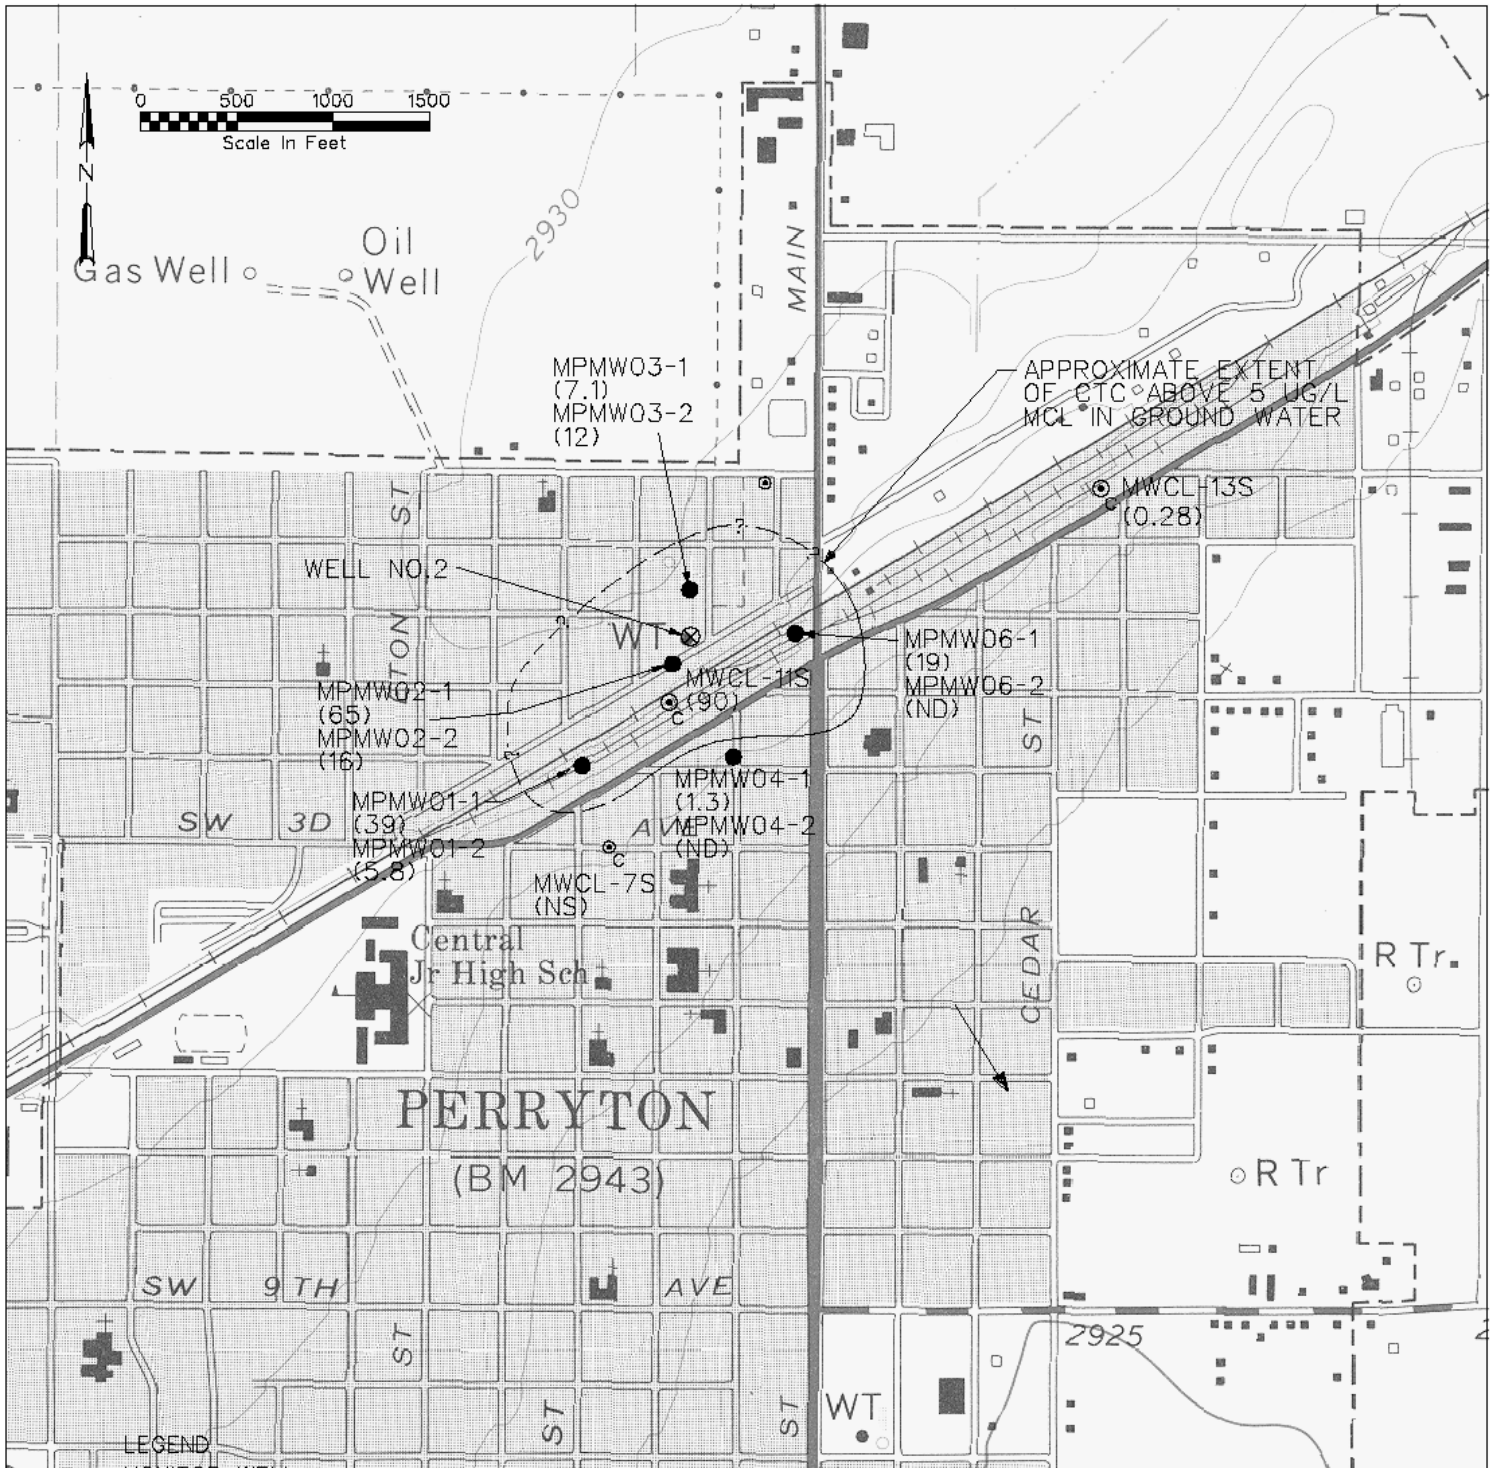 0 500 1000 1500
Scale In Feet
N
Oil
Gas Well
Well
2930
MAIN
MPMW03-1
(7.1)
MPMW03-2
(12)
APPROXIMATE EXTENT
OF CTC ABOVE 5 UG/L
MCL IN GROUND WATER
MWCL-13S
C
(0.28)
ST
?
?
WELL NO.2
?
WT
TON
MPMW06-1
(19)
MPMW06-2
(ND)
MWCL-11S
(90)
C
MPMW02-1
(65)
MPMW02-2
(16)
ST
?
MPMW01-1
(39)
MPMW01-2
(5.8)
MPMW04-1
(1.3)
MPMW04-2
(ND)
SW 3D AVE
C
MWCL-7S
(NS)
Central
Jr High Sch
CEDAR
R Tr.
PERRYTON
(BM 2943)
R Tr
SW 9 TH AVE
2925
2
ST
ST
ST
WT
LEGEND